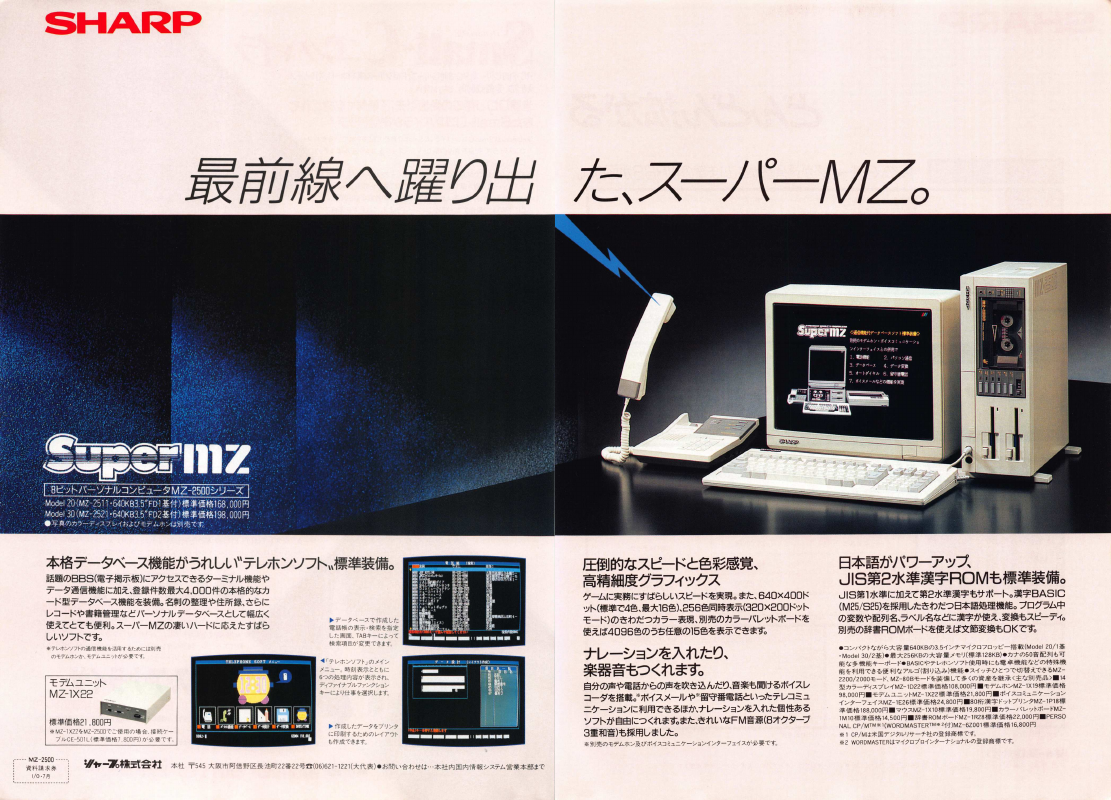 SHARP
最前線へ躍り出た、スーパーMZ。
Super mz
8ビットパーソナルコンピュータMZ-2500シリーズ
Model 20(MZ-2511・640KB3.5"FD1基付)標準価格168,000円
Model 30(MZ-2521・640KB3.5"FD2基付)標準価格198,000円
●写真のカラーディスプレイおよびモデムホンは別売です。
Super mz
SHARP
本格データベース機能がうれしい"テレホンソフト"標準装備。
話題のBBS(電子掲示板)にアクセスできるターミナル機能や
データ通信機能に加え、登録件数最大4,000件の本格的なカ
ード型データベース機能を装備。名刺の管理や住所録、さらに
レコードや書籍管理などパーソナルデータベースとして幅広く
使えてとても便利。スーパーMZの凄いハードに応えたすばら
しいソフトです。
*テレホンソフトの通信機能を活用するためには別売
のモデムホンか、モデムユニットが必要です。
モデムユニット
MZ-1X22
標準価格21,800円
※MZ-1X22をMZ-2500でご使用の場合、接続ケー
ブルCE-501L(標準価格7,800円)が必要です。
▶データベースで作成した
電話帳の表示・検索を指定
した画面。TABキーによって
検索項目が変更できます。
◀「テレホンソフト」のメイン
メニュー。時刻表示とともに
6つの処理内容が表示され、
ディファイナブルファンクション
キーにより仕事を選択します。
▶作成したデータをプリンタ
に印刷するためのレイアウト
も作成できます。
MZ-2500
資料請求券
I/O・7月
シャープ株式会社 本社 〒545 大阪市阿倍野区長池町22番22号☎(06)621-1221(大代表)●お問い合わせは…本社内国内情報システム営業本部まで
圧倒的なスピードと色彩感覚、
高精細度グラフィックス
ゲームに実務にすばらしいスピードを実現。また、640×400ド
ット(標準で4色、最大16色)、256色同時表示(320×200ドット
モード)のきわだつカラー表現、別売のカラーパレットボードを
使えば4096色のうち任意の15色を表示できます。
ナレーションを入れたり、
楽器音もつくれます。
自分の声や電話からの声を吹き込んだり、音楽も聞けるボイスレ
コーダを搭載。*ボイスメールや*留守番電話といったテレコミュ
ニケーションに利用できるほか、ナレーションを入れた個性ある
ソフトが自由につくれます。また、きれいなFM音源(8オクターブ
3重和音)も採用しました。
*別売のモデムホン及びボイスコミュニケーションインターフェイスが必要です。
日本語がパワーアップ、
JIS第2水準漢字ROMも標準装備。
JIS第1水準に加えて第2水準漢字もサポート。漢字BASIC
(M25/S25)を採用したきわだつ日本語処理機能。プログラム中
の変数や配列名、ラベル名などに漢字が使え、変換もスピーディ。
別売の辞書ROMボードを使えば文節変換もOKです。
●コンパクトながら大容量640KBの3.5インチマイクロフロッピー搭載(Model 20/1基
・Model 30/2基)●最大256KBの大容量メモリ(標準128KB)●カナの50音配列も可
能な多機能キーボード●BASICやテレホンソフト使用時にも電卓機能などの特殊機
能を利用できる便利なアルゴ(割り込み)機能●スイッチひとつで切替えできるMZ-
2200/2000モード、MZ-80Bモードを装備して多くの資産を継承<主な別売品>■14
型カラーディスプレイMZ-1D22標準価格108,000円■モデムホンMZ-1X19標準価格
98,000円■モデムユニットMZ-1X22標準価格21,800円■ボイスコミュニケーション
インターフェイスMZ-1E26標準価格24,800円■80桁漢字ドットプリンタMZ-1P18標
準価格188,000円■マウスMZ-1X10標準価格19,800円■カラーパレットボードMZ-
1M10標準価格14,500円■辞書ROMボードMZ-1R28標準価格22,000円■PERSO
NAL CP/M™※1(WORDMASTER™※2付)MZ-6Z001標準価格16,800円
※1 CP/Mは米国デジタルリサーチ社の登録商標です。
※2 WORDMASTERはマイクロプロインターナショナルの登録商標です。